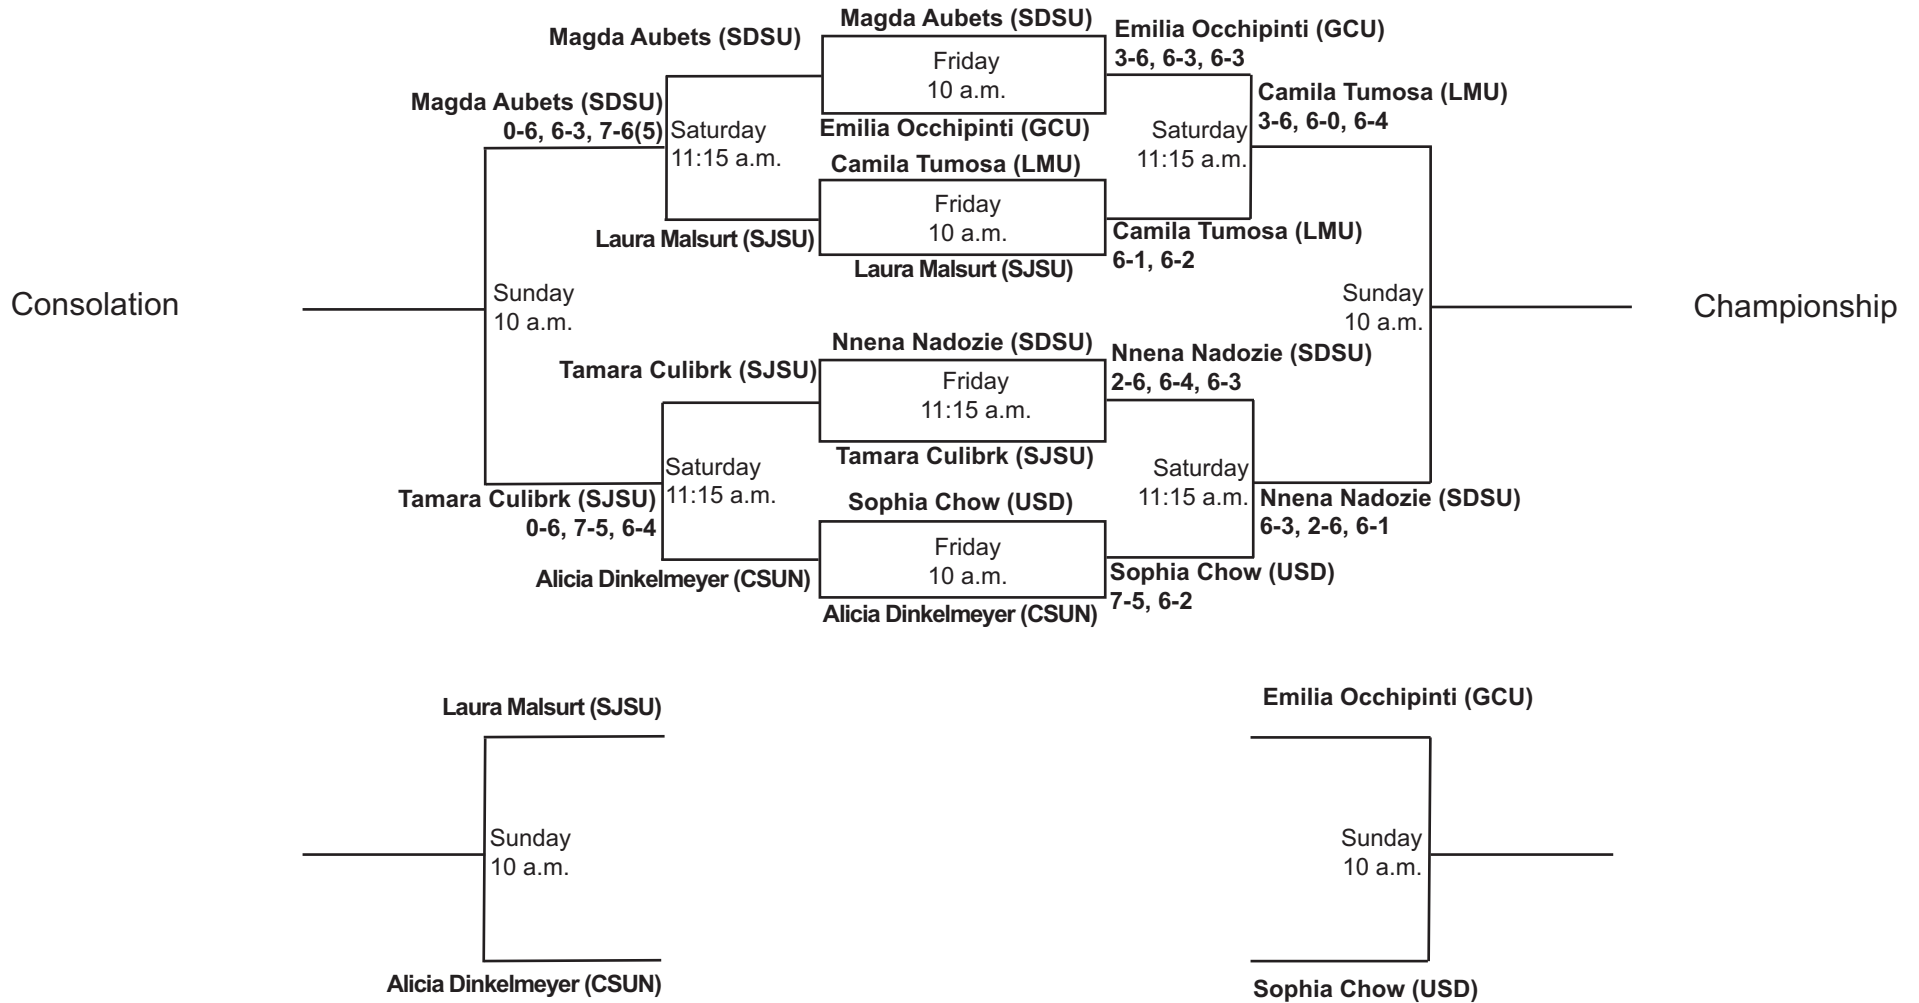 Magda Aubets (SDSU)
Magda Aubets (SDSU)
Emilia Occhipinti (GCU)
3-6, 6-3, 6-3
Friday
10 a.m.
Magda Aubets (SDSU)
0-6, 6-3, 7-6(5)
Camila Tumosa (LMU)
3-6, 6-0, 6-4
Saturday
11:15 a.m.
Emilia Occhipinti (GCU)
Saturday
11:15 a.m.
Camila Tumosa (LMU)
Friday
10 a.m.
Laura Malsurt (SJSU)
Camila Tumosa (LMU)
6-1, 6-2
Laura Malsurt (SJSU)
Consolation
Sunday
10 a.m.
Sunday
10 a.m.
Championship
Nnena Nadozie (SDSU)
Tamara Culibrk (SJSU)
Nnena Nadozie (SDSU)
2-6, 6-4, 6-3
Friday
11:15 a.m.
Tamara Culibrk (SJSU)
Saturday
11:15 a.m.
Saturday
11:15 a.m.
Tamara Culibrk (SJSU)
0-6, 7-5, 6-4
Sophia Chow (USD)
Nnena Nadozie (SDSU)
6-3, 2-6, 6-1
Friday
10 a.m.
Alicia Dinkelmeyer (CSUN)
Sophia Chow (USD)
7-5, 6-2
Alicia Dinkelmeyer (CSUN)
Laura Malsurt (SJSU)
Emilia Occhipinti (GCU)
Sunday
10 a.m.
Sunday
10 a.m.
Alicia Dinkelmeyer (CSUN)
Sophia Chow (USD)